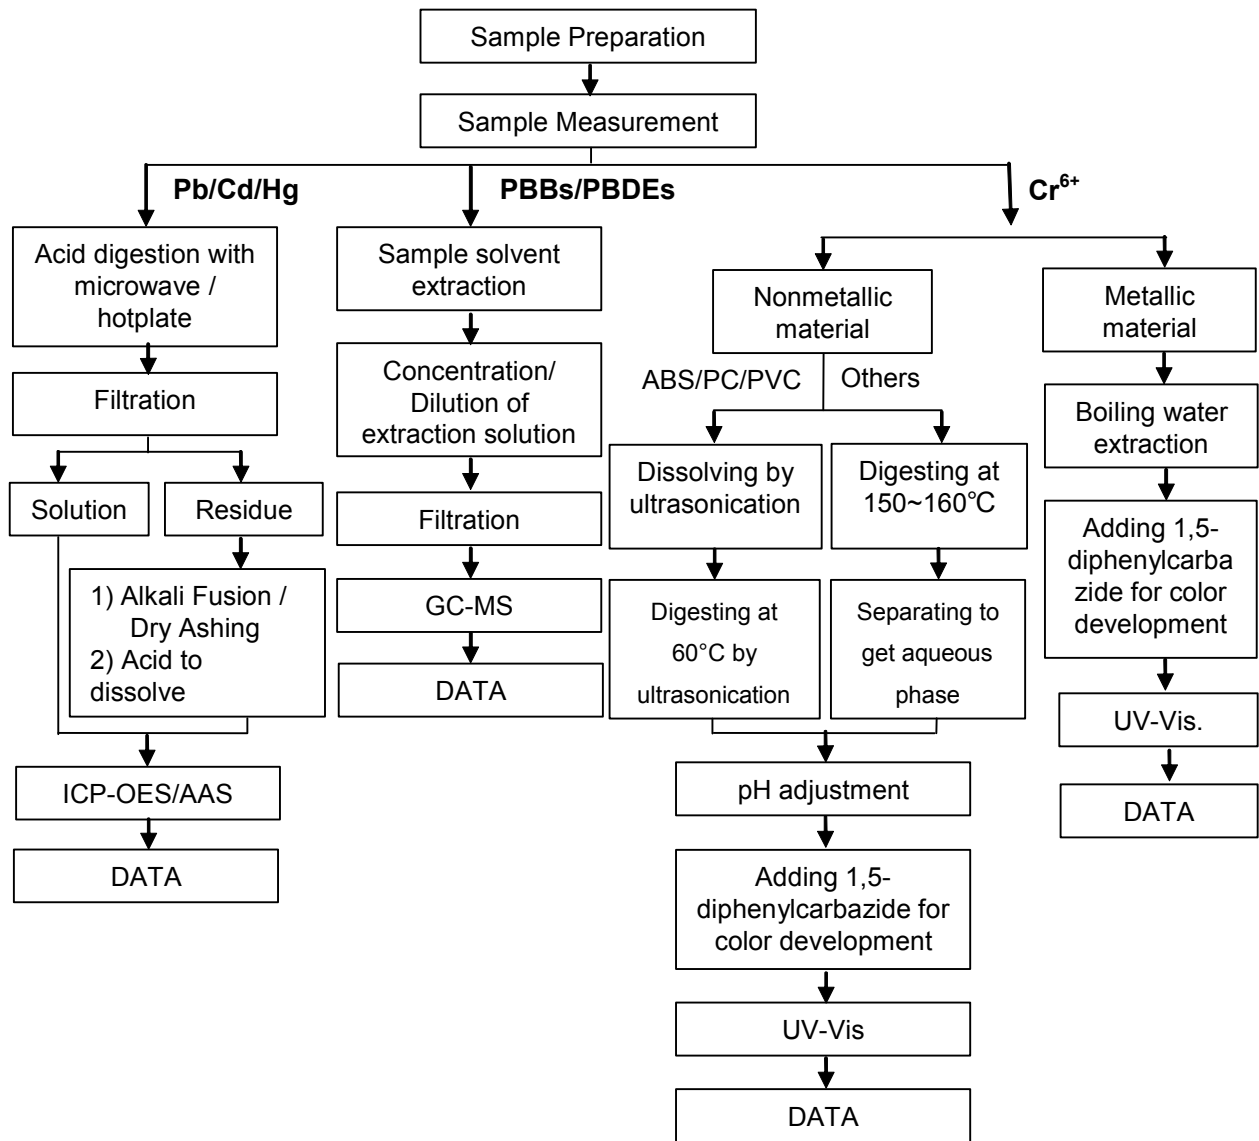 Sample Preparation
Sample Measurement
Pb/Cd/Hg
PBBs/PBDEs
Cr⁶⁺
Acid digestion with
microwave /
hotplate
Filtration
Solution
Residue
1) Alkali Fusion /
Dry Ashing
2) Acid to
dissolve
ICP-OES/AAS
DATA
Sample solvent
extraction
Concentration/
Dilution of
extraction solution
Filtration
GC-MS
DATA
Nonmetallic
material
ABS/PC/PVC
Others
Dissolving by
ultrasonication
Digesting at
60°C by
ultrasonication
Digesting at
150~160℃
Separating to
get aqueous
phase
pH adjustment
Adding 1,5-
diphenylcarbazide for
color development
UV-Vis
DATA
Metallic
material
Boiling water
extraction
Adding 1,5-
diphenylcarba
zide for color
development
UV-Vis.
DATA